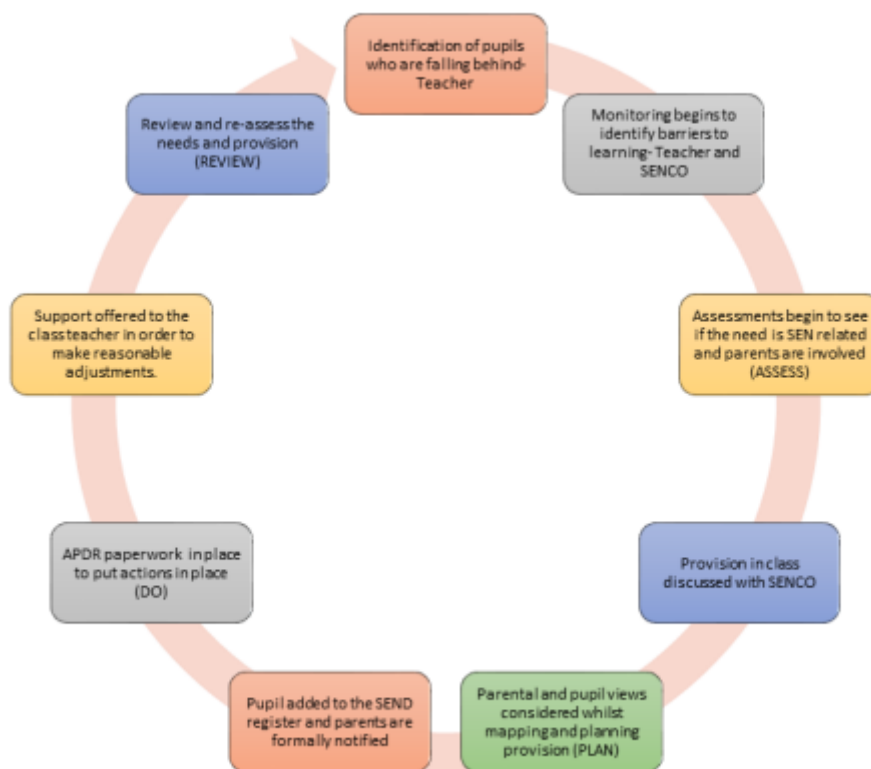 Identification of pupils
who are falling behind-
Teacher
Monitoring begins to
identify barriers to
learning- Teacher and
SENCO
Assessments begin to see
if the need is SEN related
and parents are involved
(ASSESS)
Provision in class
discussed with SENCO
Parental and pupil views
considered whilst
mapping and planning
provision (PLAN)
Pupil added to the SEND
register and parents are
formally notified
APDR paperwork in place
to put actions in place
(DO)
Support offered to the
class teacher in order to
make reasonable
adjustments.
Review and re-assess the
needs and provision
(REVIEW)